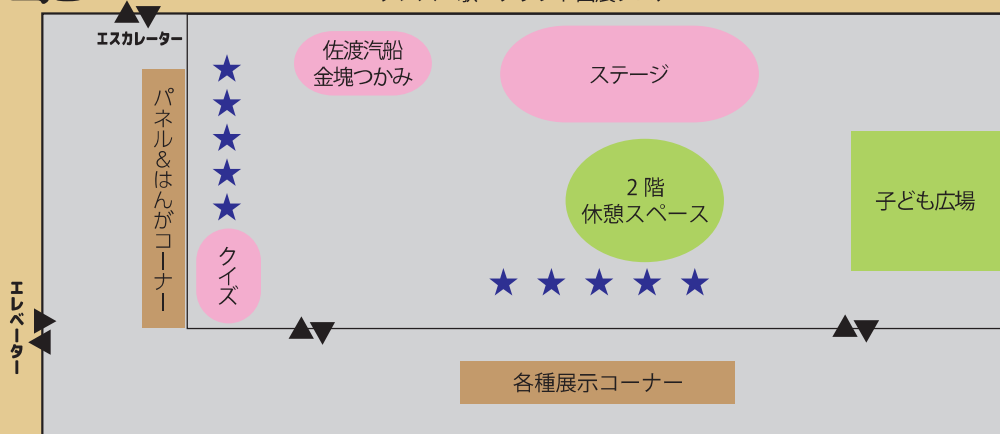 エスカレーター
佐渡汽船
金塊つかみ
ステージ
パネル&はんがコーナー
2階
休憩スペース
子ども広場
クイズ
エレベーター
各種展示コーナー